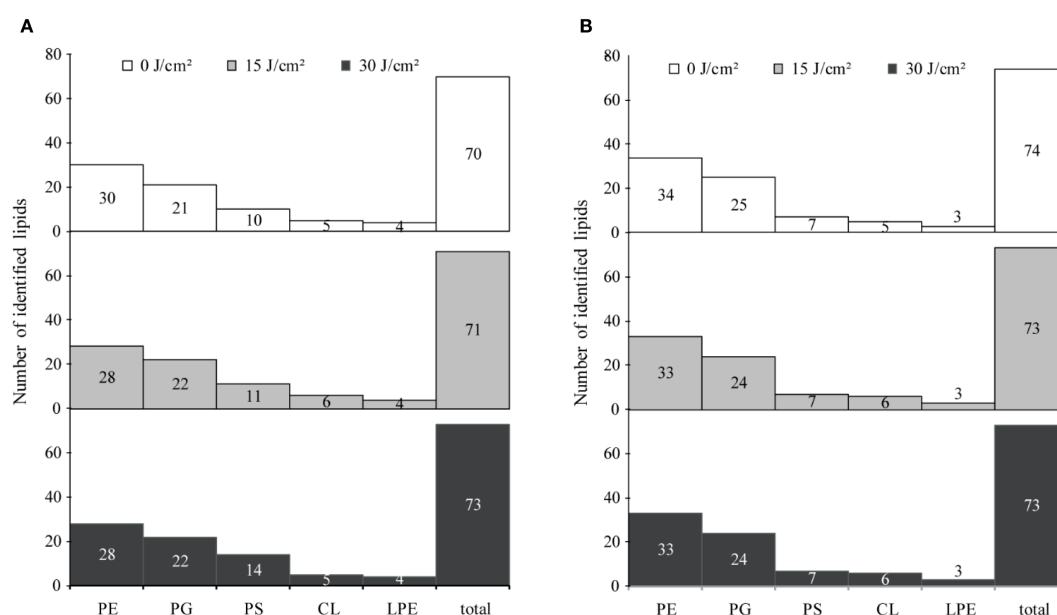 A
Number of identified lipids
0 J/cm² 15 J/cm² 30 J/cm²
80
60
40
20
0
30 21 10 5 4 70
60
40
20
0
28 22 11 6 4 71
60
40
20
0
28 22 14 5 4 73
PE PG PS CL LPE total
B
Number of identified lipids
0 J/cm² 15 J/cm² 30 J/cm²
80
60
40
20
0
34 25 7 5 3 74
60
40
20
0
33 24 7 6 3 73
60
40
20
0
33 24 7 6 3 73
PE PG PS CL LPE total